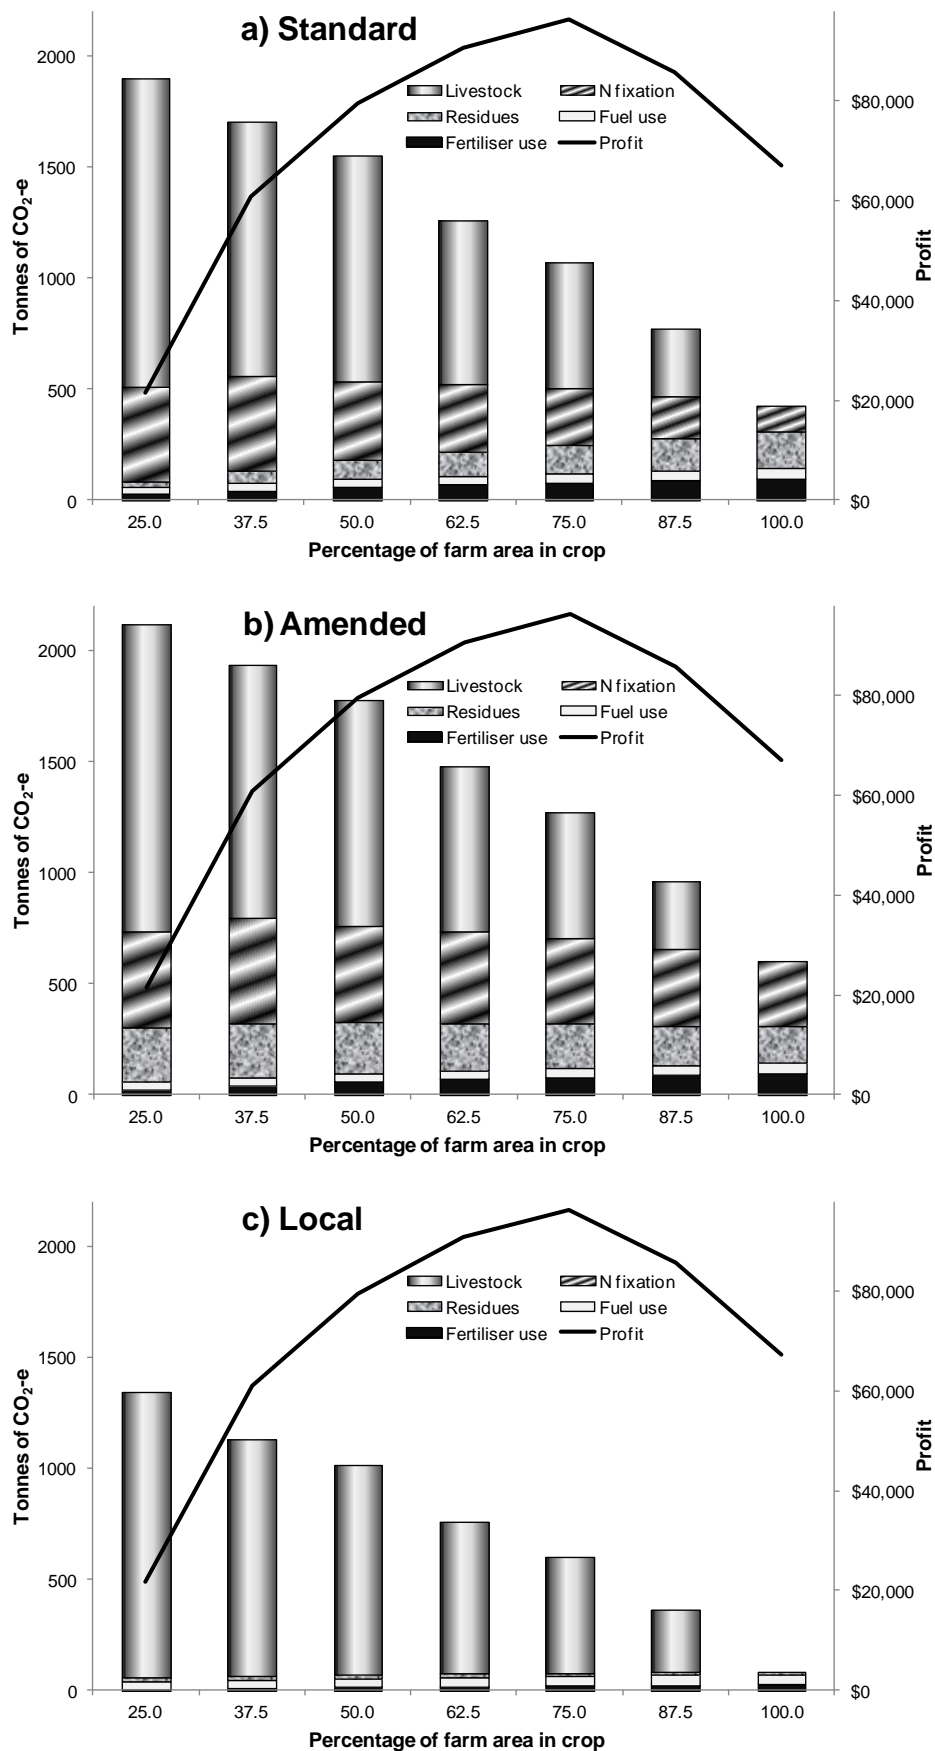 a) Standard
2000
1500
1000
500
0
Tonnes of CO2-e
Livestock
N fixation
Residues
Fuel use
Fertiliser use
Profit
$80,000
$60,000
$40,000
$20,000
$0
Profit
25.0 37.5 50.0 62.5 75.0 87.5 100.0
Percentage of farm area in crop
b) Amended
2000
1500
1000
500
0
Tonnes of CO2-e
Livestock
N fixation
Residues
Fuel use
Fertiliser use
Profit
$80,000
$60,000
$40,000
$20,000
$0
Profit
25.0 37.5 50.0 62.5 75.0 87.5 100.0
Percentage of farm area in crop
c) Local
2000
1500
1000
500
0
Tonnes of CO2-e
Livestock
N fixation
Residues
Fuel use
Fertiliser use
Profit
$80,000
$60,000
$40,000
$20,000
$0
Profit
25.0 37.5 50.0 62.5 75.0 87.5 100.0
Percentage of farm area in crop